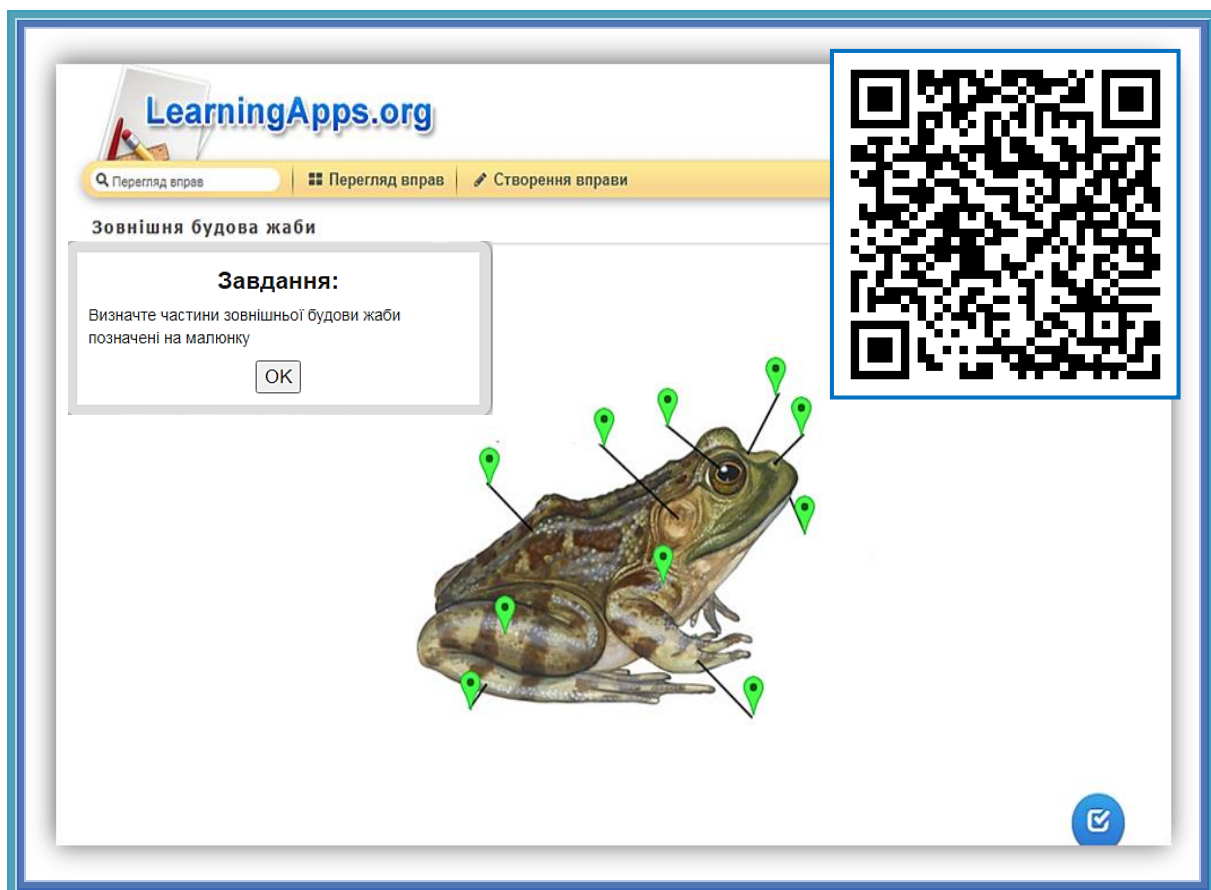 LearningApps.org
Перегляд вправ
Перегляд вправ
Створення вправи
Зовнішня будова жаби
Завдання:
Визначте частини зовнішньої будови жаби
позначені на малюнку
OK